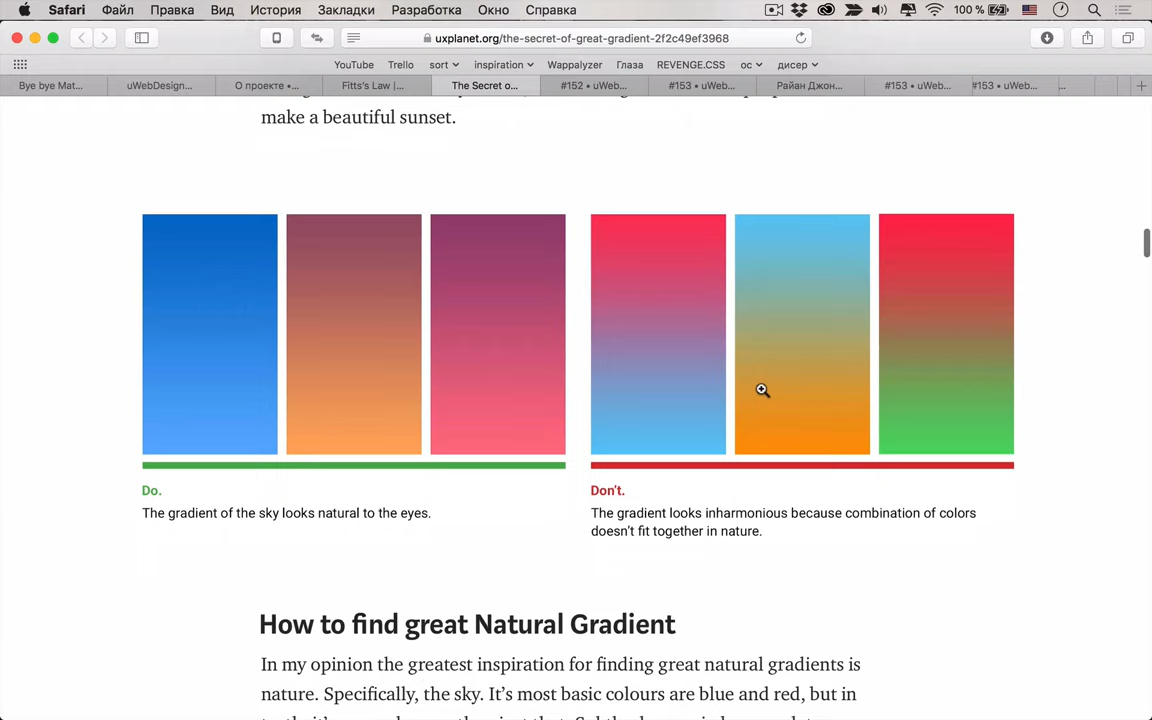 Safari Файл Правка Вид История Закладки Разработка Окно Справка 100 %
uxplanet.org/the-secret-of-great-gradient-2f2c49ef3968
YouTube Trello sort inspiration Wappalyzer Глаза REVENGE.CSS ос дисер
Bye bye Mat... uWebDesign... О проекте •... Fitts's Law |... The Secret o... #152 • uWeb... #153 • uWeb... Райан Джон... #153 • uWeb... #153 • uWeb... ...
make a beautiful sunset.
Do.
The gradient of the sky looks natural to the eyes.
Don't.
The gradient looks inharmonious because combination of colors
doesn't fit together in nature.
How to find great Natural Gradient
In my opinion the greatest inspiration for finding great natural gradients is
nature. Specifically, the sky. It's most basic colours are blue and red, but in